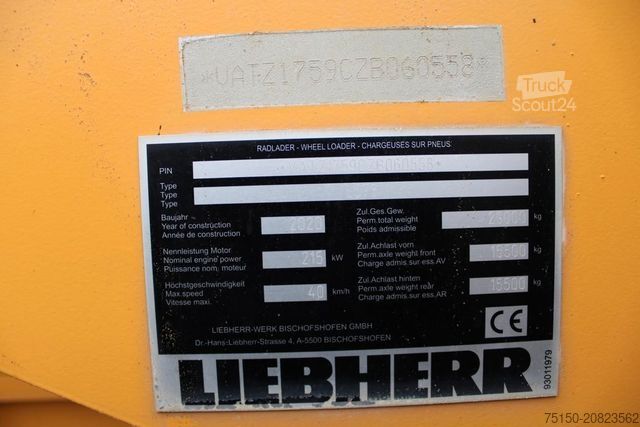 *VATZ1759CZB060558*
Truck
Scout24
RADLADER - WHEEL LOADER - CHARGEUSES SUR PNEUS
PIN
Type
Type
Type
Baujahr
Year of construction 2020
Année de construction
Zul.Ges.Gew.
Perm.total weight kg
Poids admissible
Nennleistung Motor
Nominal engine power 215 kW
Puissance nom. moteur
Zul.Achlast vorn
Perm.axle weight front 15500 kg
Charge admis.sur ess.AV
Höchstgeschwindigkeit
Max.speed 40 km/h
Vitesse maxi.
Zul.Achlast hinten
Perm.axle weight rear 15500 kg
Charge admis.sur ess.AR
LIEBHERR-WERK BISCHOFSHOFEN GMBH
Dr.-Hans-Liebherr-Strasse 4, A-5500 BISCHOFSHOFEN
CE
LIEBHERR
93011979
75150-20823562